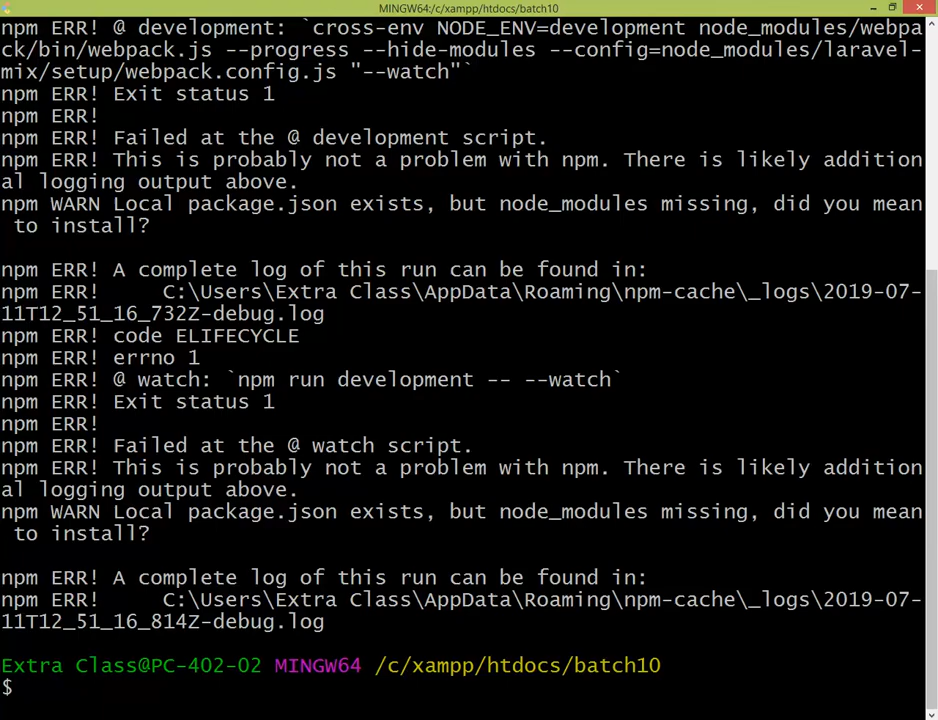 MINGW64:/c/xampp/htdocs/batch10
npm ERR! @ development: `cross-env NODE_ENV=development node_modules/webpa
ck/bin/webpack.js --progress --hide-modules --config=node_modules/laravel-
mix/setup/webpack.config.js "--watch"`
npm ERR! Exit status 1
npm ERR!
npm ERR! Failed at the @ development script.
npm ERR! This is probably not a problem with npm. There is likely addition
al logging output above.
npm WARN Local package.json exists, but node_modules missing, did you mean
 to install?
npm ERR! A complete log of this run can be found in:
npm ERR!     C:\Users\Extra Class\AppData\Roaming\npm-cache\_logs\2019-07-
11T12_51_16_732Z-debug.log
npm ERR! code ELIFECYCLE
npm ERR! errno 1
npm ERR! @ watch: `npm run development -- --watch`
npm ERR! Exit status 1
npm ERR!
npm ERR! Failed at the @ watch script.
npm ERR! This is probably not a problem with npm. There is likely addition
al logging output above.
npm WARN Local package.json exists, but node_modules missing, did you mean
 to install?
npm ERR! A complete log of this run can be found in:
npm ERR!     C:\Users\Extra Class\AppData\Roaming\npm-cache\_logs\2019-07-
11T12_51_16_814Z-debug.log
Extra Class@PC-402-02 MINGW64 /c/xampp/htdocs/batch10
$